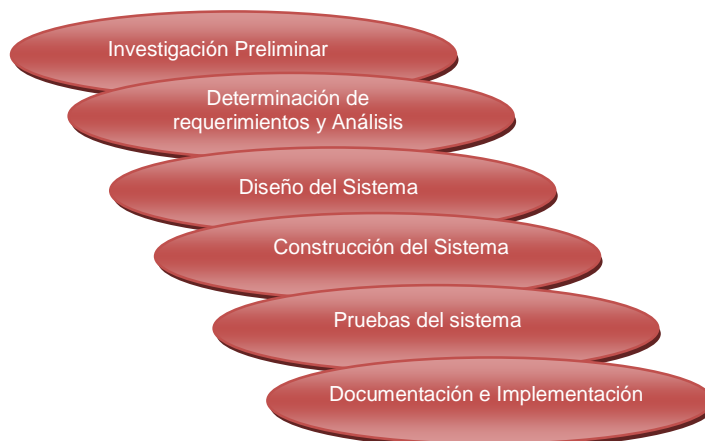 Investigación Preliminar
Determinación de
requerimientos y Análisis
Diseño del Sistema
Construcción del Sistema
Pruebas del sistema
Documentación e Implementación